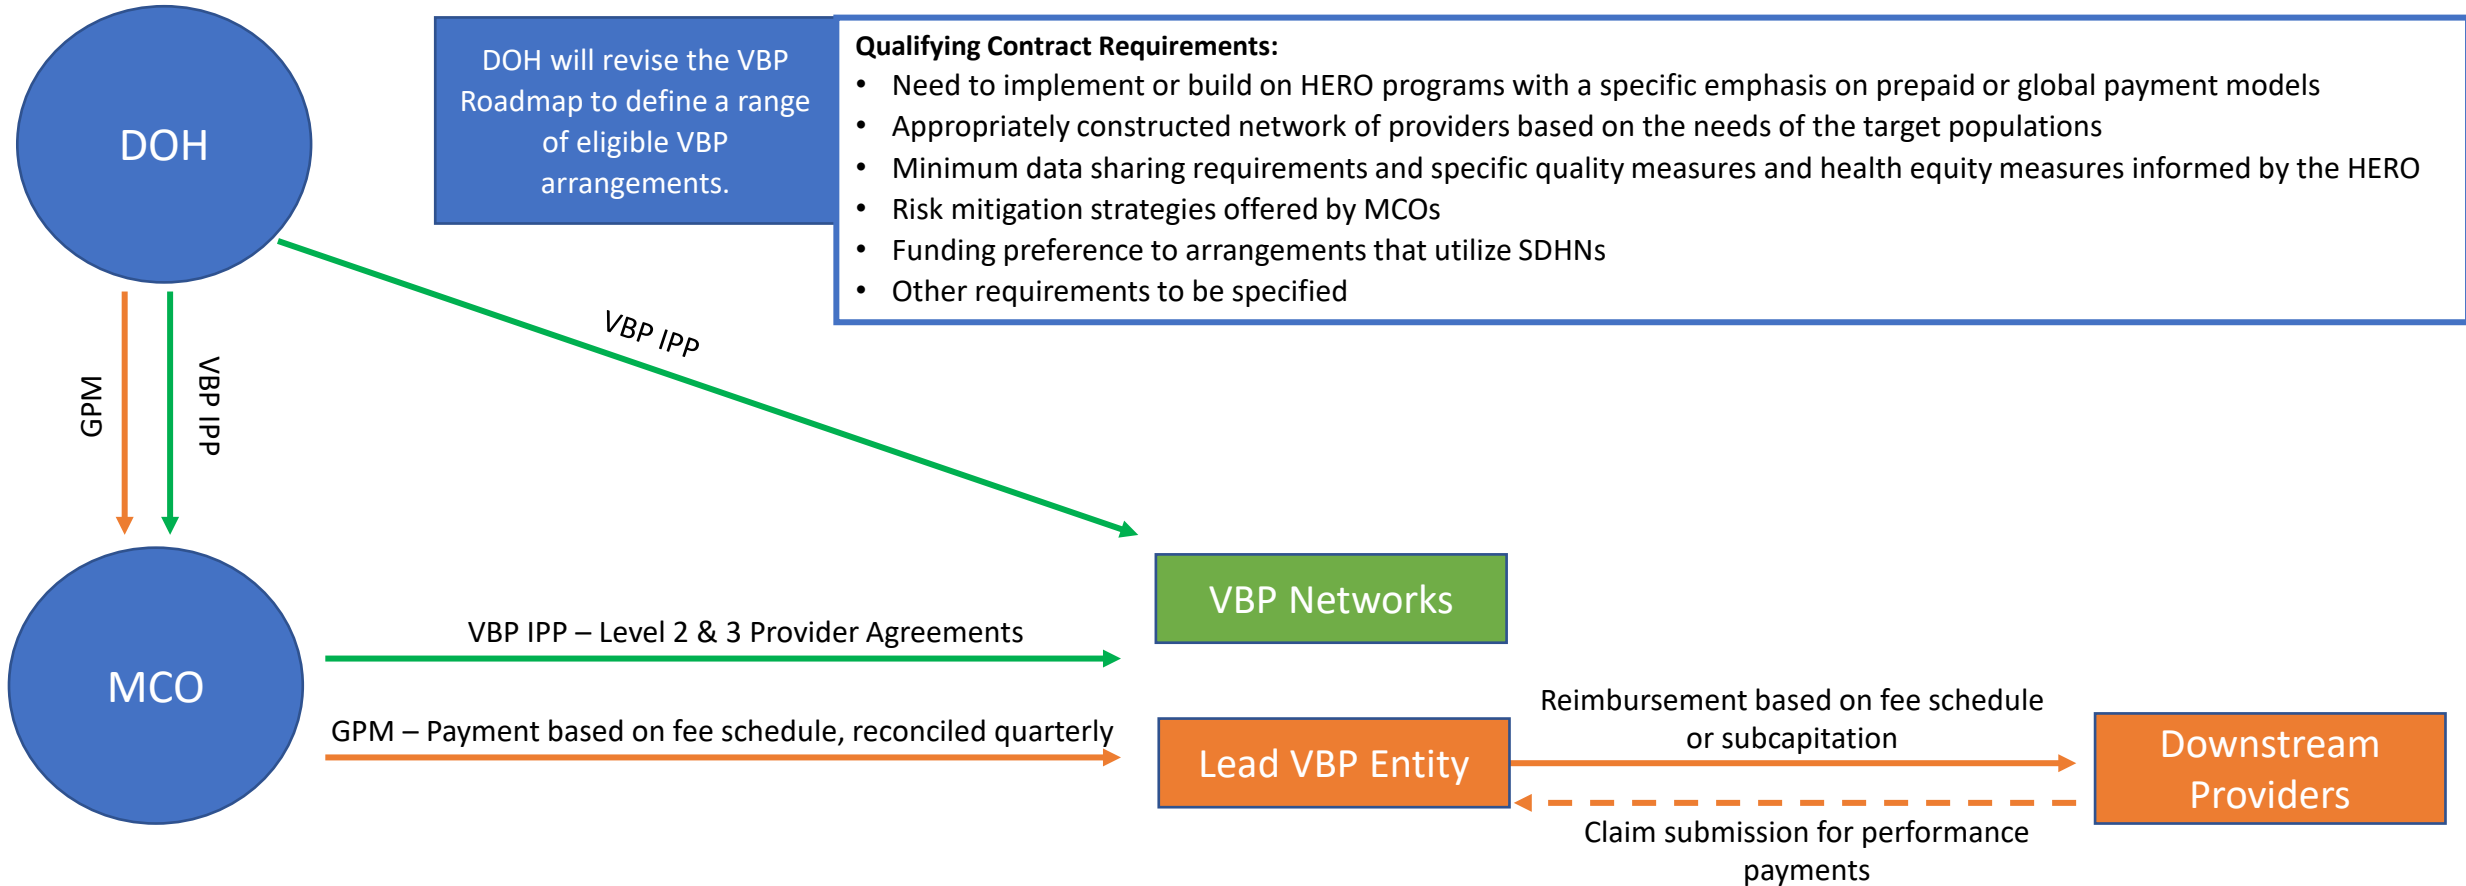 DOH
DOH will revise the VBP
Roadmap to define a range
of eligible VBP
arrangements.
Qualifying Contract Requirements:
• Need to implement or build on HERO programs with a specific emphasis on prepaid or global payment models
• Appropriately constructed network of providers based on the needs of the target populations
• Minimum data sharing requirements and specific quality measures and health equity measures informed by the HERO
• Risk mitigation strategies offered by MCOs
• Funding preference to arrangements that utilize SDHNs
• Other requirements to be specified
GPM
VBP IPP
VBP IPP
MCO
VBP IPP – Level 2 & 3 Provider Agreements
VBP Networks
GPM – Payment based on fee schedule, reconciled quarterly
Lead VBP Entity
Reimbursement based on fee schedule
or subcapitation
Downstream
Providers
Claim submission for performance
payments